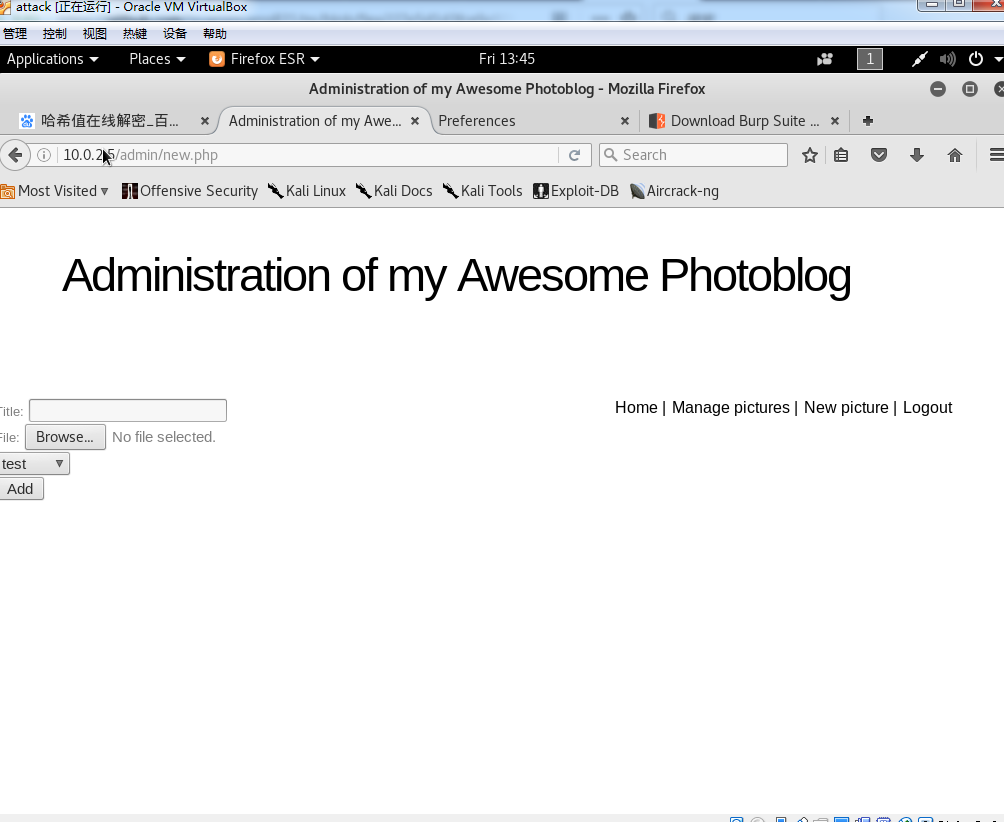 attack [正在运行] - Oracle VM VirtualBox
管理 控制 视图 热键 设备 帮助
Applications Places Firefox ESR Fri 13:45 1
Administration of my Awesome Photoblog - Mozilla Firefox
哈希值在线解密_百... Administration of my Awe... Preferences Download Burp Suite ...
10.0.2.5/admin/new.php Search
Most Visited Offensive Security Kali Linux Kali Docs Kali Tools Exploit-DB Aircrack-ng
Administration of my Awesome Photoblog
Title:
Home | Manage pictures | New picture | Logout
File: Browse... No file selected.
test
Add